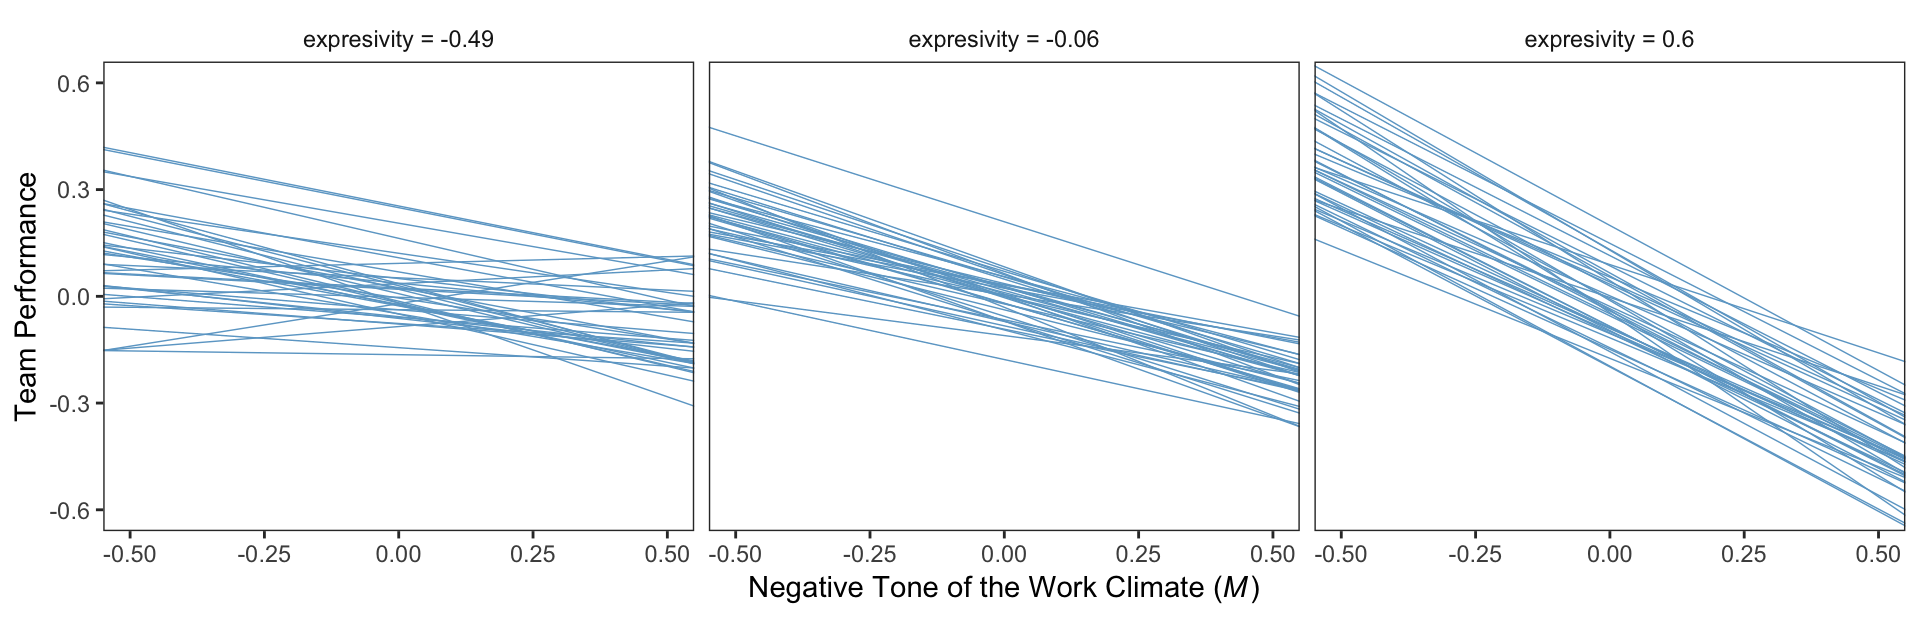 expresivity = -0.49
expresivity = -0.06
expresivity = 0.6
Team Performance
0.6
0.3
0.0
-0.3
-0.6
-0.50 -0.25 0.00 0.25 0.50
-0.50 -0.25 0.00 0.25 0.50
-0.50 -0.25 0.00 0.25 0.50
Negative Tone of the Work Climate (M)